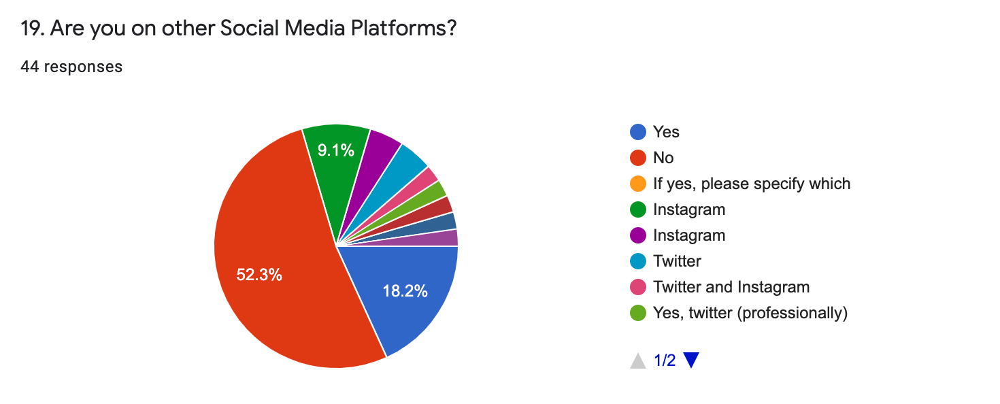 19. Are you on other Social Media Platforms?
44 responses
9.1%
52.3%
18.2%
Yes
No
If yes, please specify which
Instagram
Instagram
Twitter
Twitter and Instagram
Yes, twitter (professionally)
1/2